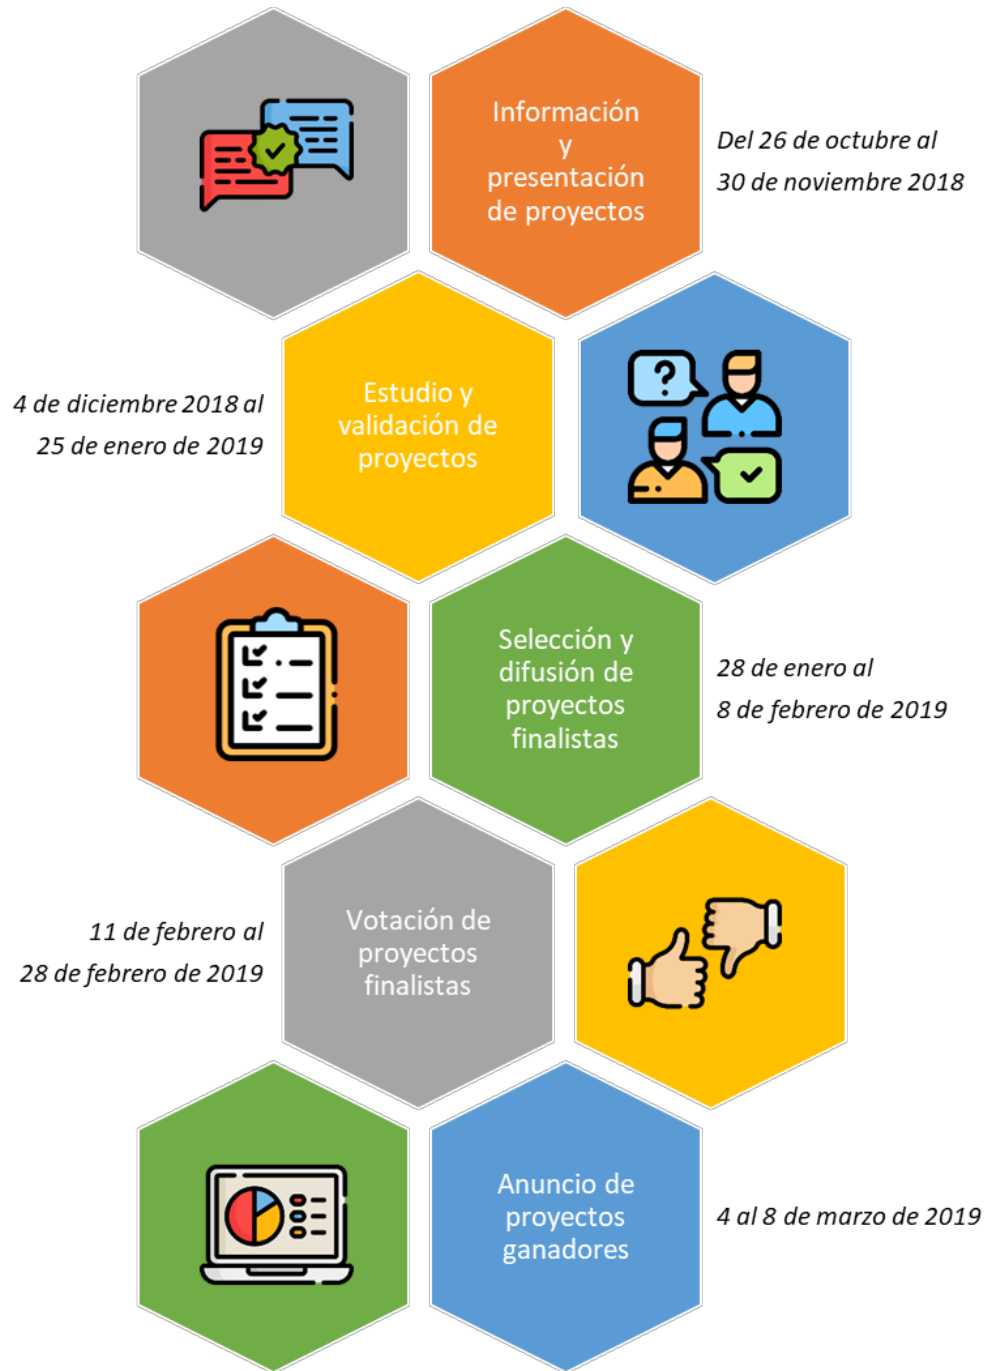 Información
y
presentación
de proyectos
Del 26 de octubre al
30 de noviembre 2018
4 de diciembre 2018 al
25 de enero de 2019
Estudio y
validación de
proyectos
?
Selección y
difusión de
proyectos
finalistas
28 de enero al
8 de febrero de 2019
11 de febrero al
28 de febrero de 2019
Votación de
proyectos
finalistas
Anuncio de
proyectos
ganadores
4 al 8 de marzo de 2019